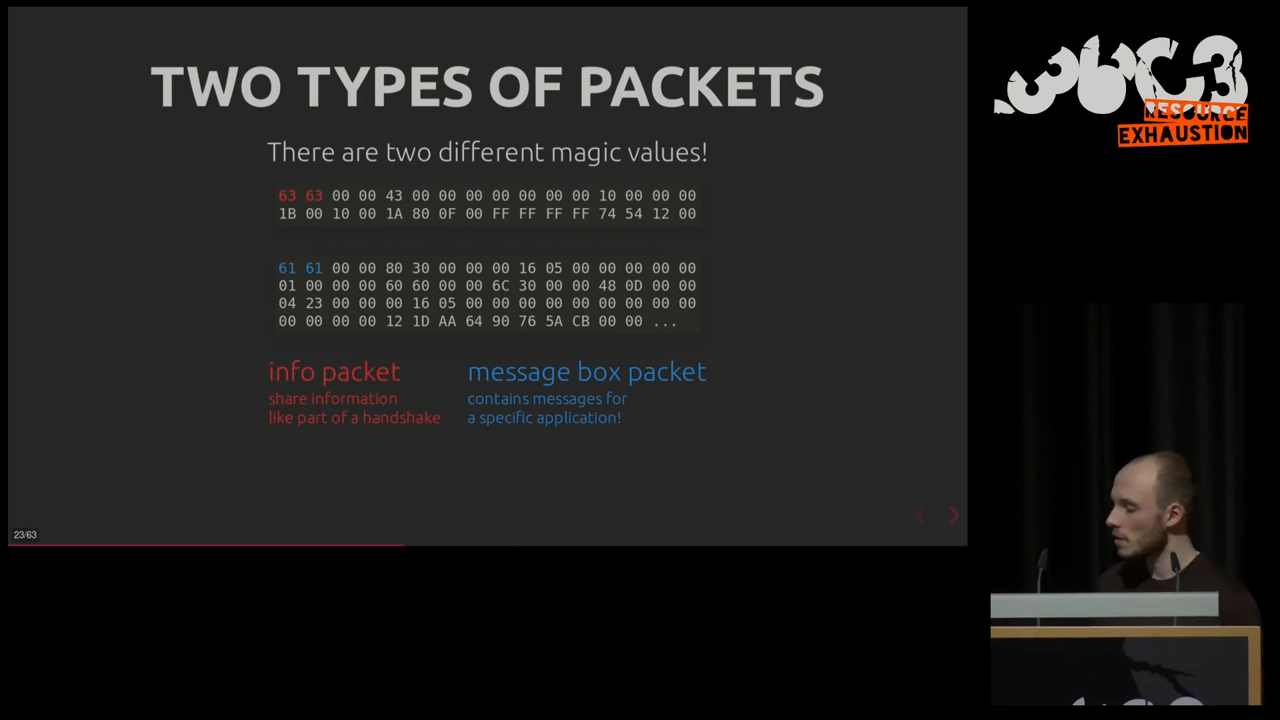 TWO TYPES OF PACKETS
There are two different magic values!
63 63 00 00 43 00 00 00 00 00 00 00 10 00 00 00
1B 00 10 00 1A 80 0F 00 FF FF FF FF 74 54 12 00
61 61 00 00 80 30 00 00 00 16 05 00 00 00 00 00
01 00 00 00 60 60 00 00 6C 30 00 00 48 0D 00 00
04 23 00 00 00 16 05 00 00 00 00 00 00 00 00 00
00 00 00 00 12 1D AA 64 90 76 5A CB 00 00 ...
info packet
share information
like part of a handshake
message box packet
contains messages for
a specific application!
23/63
36C3
RESOURCE
EXHAUSTION